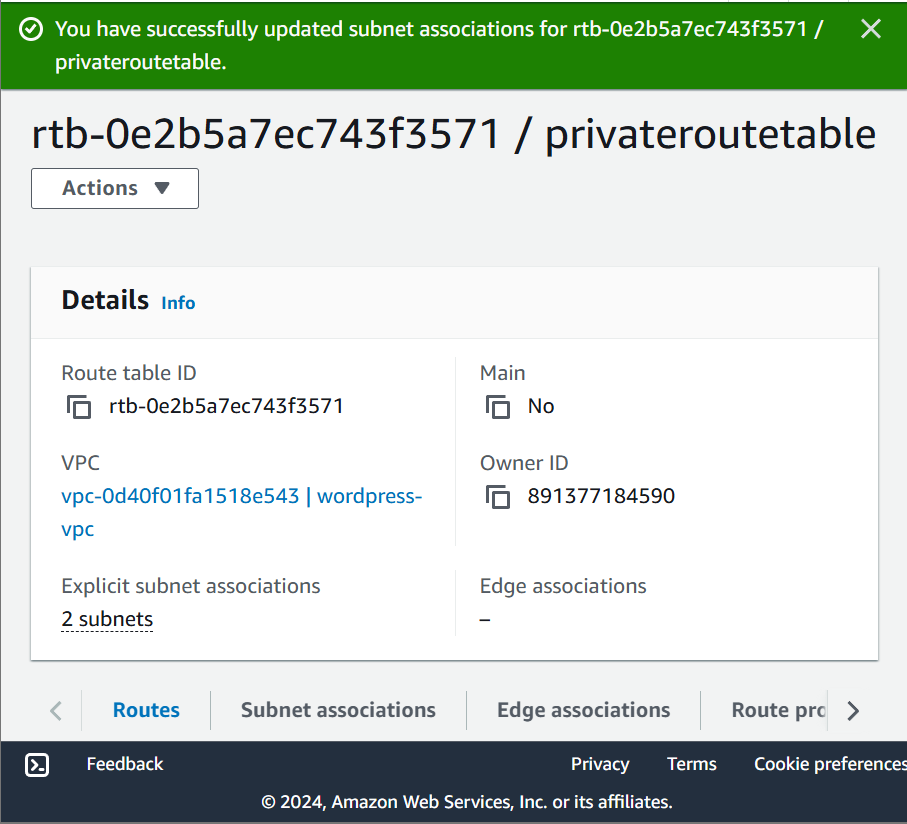 You have successfully updated subnet associations for rtb-0e2b5a7ec743f3571 /
privateroutetable.
rtb-0e2b5a7ec743f3571 / privateroutetable
Actions
Details Info
Route table ID
rtb-0e2b5a7ec743f3571
Main
No
VPC
vpc-0d40f01fa1518e543 | wordpress-
vpc
Owner ID
891377184590
Explicit subnet associations
2 subnets
Edge associations
–
Routes Subnet associations Edge associations Route pro
Feedback Privacy Terms Cookie preferences
© 2024, Amazon Web Services, Inc. or its affiliates.